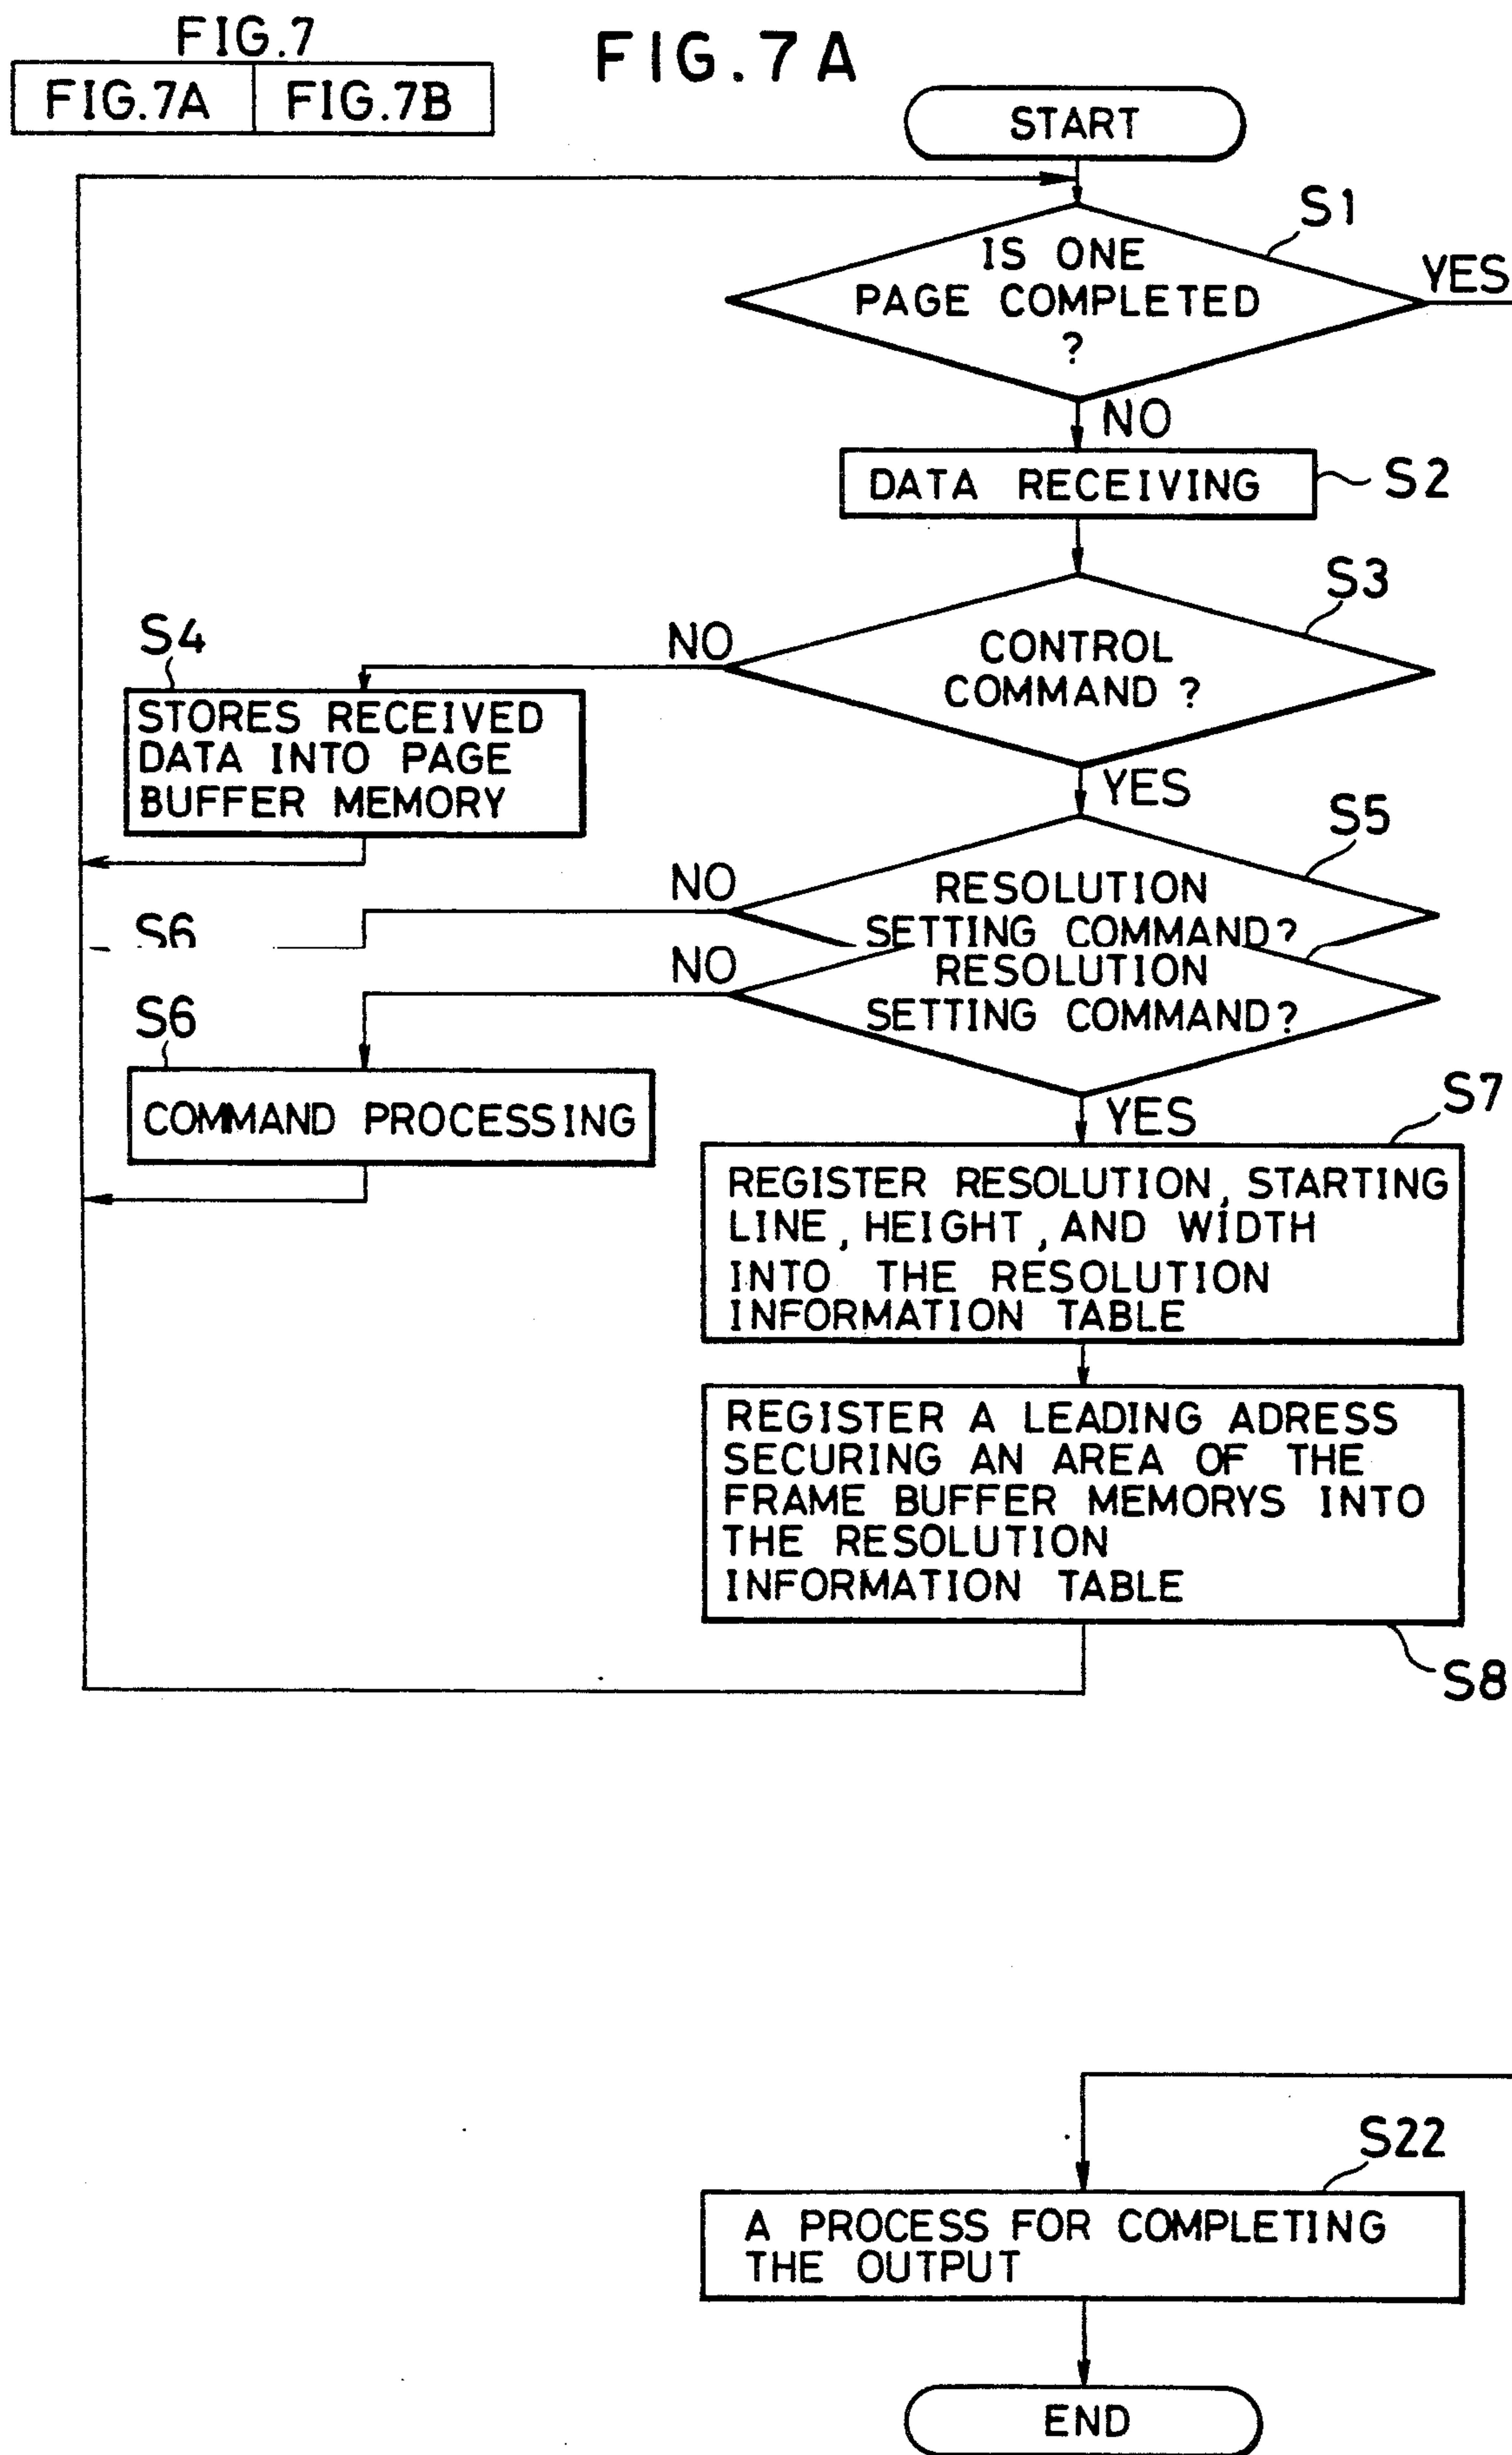 FIG.7
FIG.7A FIG.7B
FIG.7A
START
S1
IS ONE
PAGE COMPLETED
?
YES
NO
DATA RECEIVING
S2
S3
CONTROL
COMMAND ?
NO
S4
STORES RECEIVED
DATA INTO PAGE
BUFFER MEMORY
YES
S5
NO
RESOLUTION
SETTING COMMAND?
S6
NO
RESOLUTION
SETTING COMMAND?
S6
COMMAND PROCESSING
YES
S7
REGISTER RESOLUTION, STARTING
LINE, HEIGHT, AND WIDTH
INTO THE RESOLUTION
INFORMATION TABLE
REGISTER A LEADING ADRESS
SECURING AN AREA OF THE
FRAME BUFFER MEMORYS INTO
THE RESOLUTION
INFORMATION TABLE
S8
S22
A PROCESS FOR COMPLETING
THE OUTPUT
END